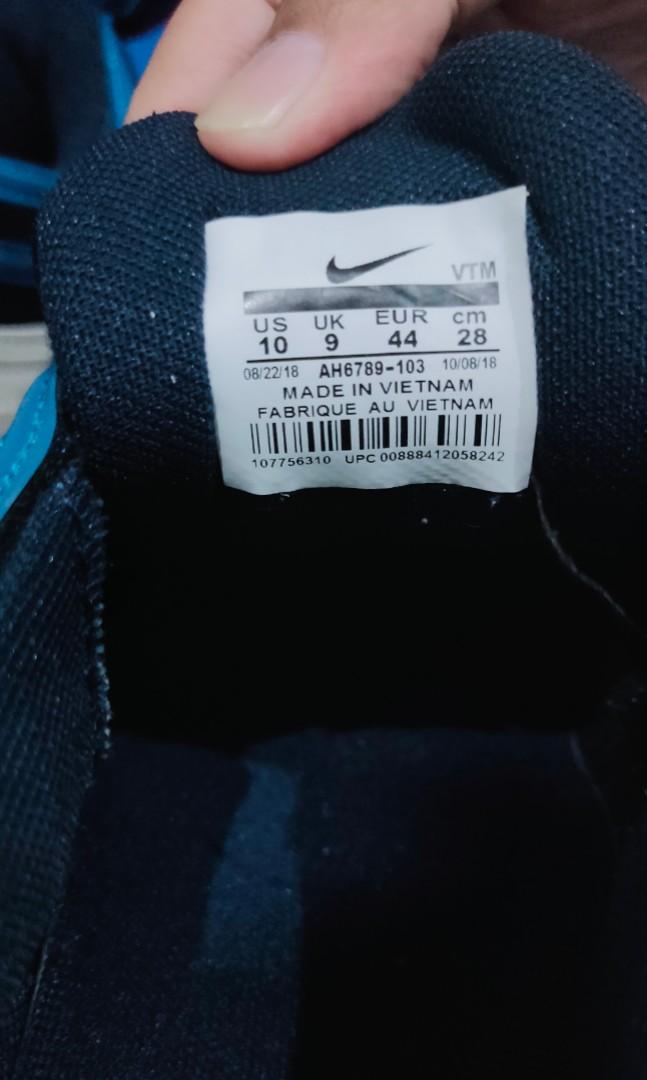 VTM
US UK EUR cm
10 9 44 28
08/22/18 AH6789-103 10/08/18
MADE IN VIETNAM
FABRIQUE AU VIETNAM
107756310 UPC 00888412058242